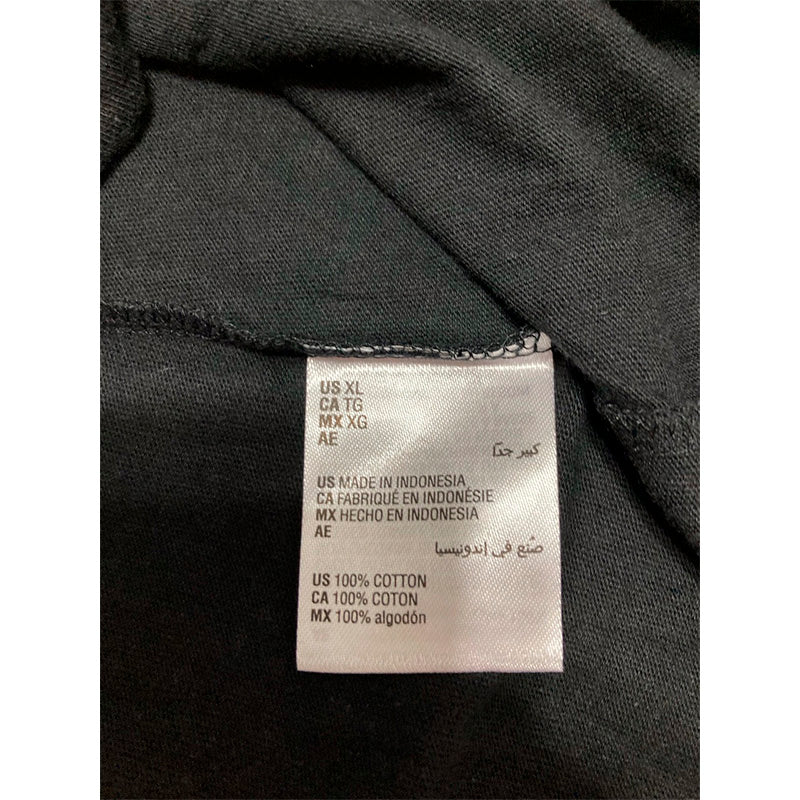 US XL
CA TG
MX XG
AE
كبير جدًا
US MADE IN INDONESIA
CA FABRIQUÉ EN INDONÉSIE
MX HECHO EN INDONESIA
AE
صُنع في إندونيسيا
US 100% COTTON
CA 100% COTON
MX 100% algodón